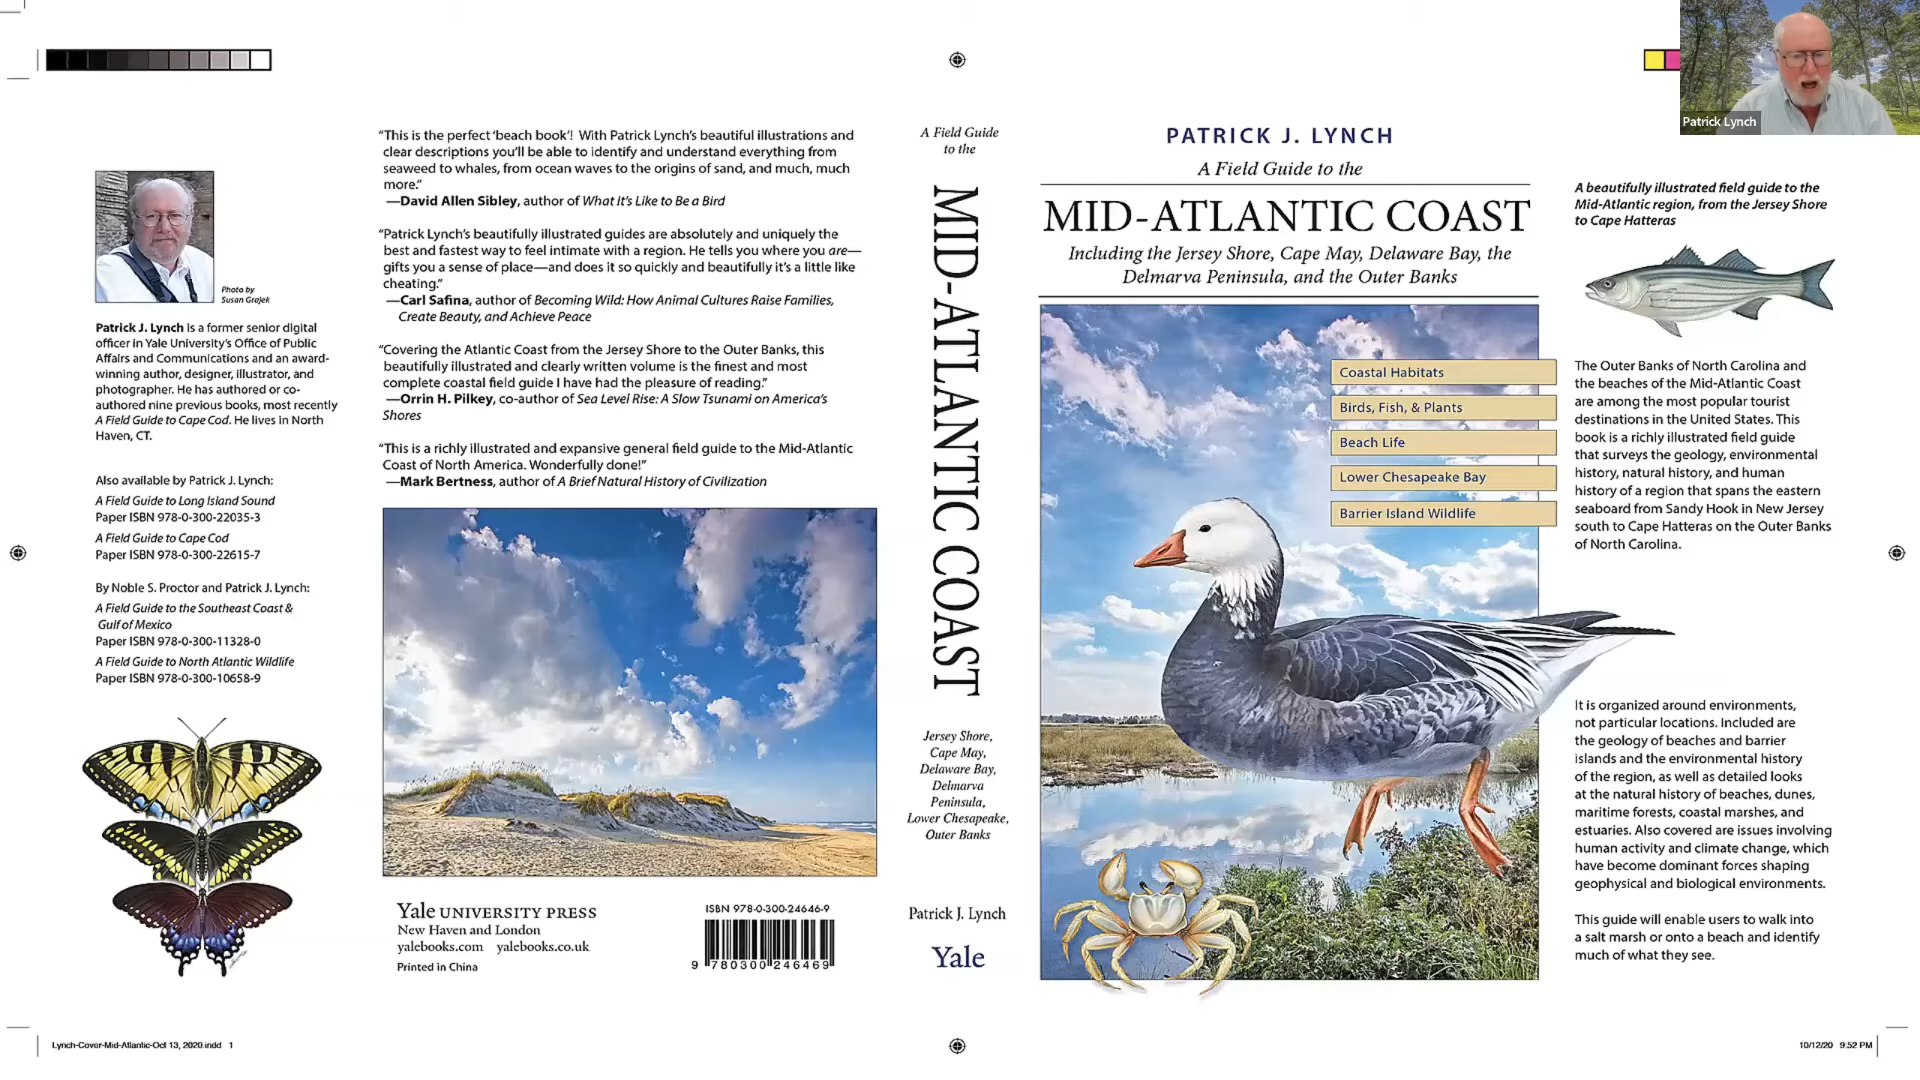 Patrick Lynch
Photo by
Susan Grajek
Patrick J. Lynch is a former senior digital
officer in Yale University's Office of Public
Affairs and Communications and an award-
winning author, designer, illustrator, and
photographer. He has authored or co-
authored nine previous books, most recently
A Field Guide to Cape Cod. He lives in North
Haven, CT.
Also available by Patrick J. Lynch:
A Field Guide to Long Island Sound
Paper ISBN 978-0-300-22035-3
A Field Guide to Cape Cod
Paper ISBN 978-0-300-22615-7
By Noble S. Proctor and Patrick J. Lynch:
A Field Guide to the Southeast Coast &
Gulf of Mexico
Paper ISBN 978-0-300-11328-0
A Field Guide to North Atlantic Wildlife
Paper ISBN 978-0-300-10658-9
“This is the perfect ‘beach book’! With Patrick Lynch’s beautiful illustrations and
clear descriptions you’ll be able to identify and understand everything from
seaweed to whales, from ocean waves to the origins of sand, and much, much
more.”
—David Allen Sibley, author of What It’s Like to Be a Bird
“Patrick Lynch’s beautifully illustrated guides are absolutely and uniquely the
best and fastest way to feel intimate with a region. He tells you where you are—
gifts you a sense of place—and does it so quickly and beautifully it’s a little like
cheating.”
—Carl Safina, author of Becoming Wild: How Animal Cultures Raise Families,
Create Beauty, and Achieve Peace
“Covering the Atlantic Coast from the Jersey Shore to the Outer Banks, this
beautifully illustrated and clearly written volume is the finest and most
complete coastal field guide I have had the pleasure of reading.”
—Orrin H. Pilkey, co-author of Sea Level Rise: A Slow Tsunami on America’s
Shores
“This is a richly illustrated and expansive general field guide to the Mid-Atlantic
Coast of North America. Wonderfully done!”
—Mark Bertness, author of A Brief Natural History of Civilization
Yale UNIVERSITY PRESS
New Haven and London
yalebooks.com yalebooks.co.uk
Printed in China
ISBN 978-0-300-24646-9
9 780300 246469
A Field Guide
to the
MID-ATLANTIC COAST
Jersey Shore,
Cape May,
Delaware Bay,
Delmarva
Peninsula,
Lower Chesapeake,
Outer Banks
Patrick J. Lynch
Yale
PATRICK J. LYNCH
A Field Guide to the
MID-ATLANTIC COAST
Including the Jersey Shore, Cape May, Delaware Bay, the
Delmarva Peninsula, and the Outer Banks
Coastal Habitats
Birds, Fish, & Plants
Beach Life
Lower Chesapeake Bay
Barrier Island Wildlife
A beautifully illustrated field guide to the
Mid-Atlantic region, from the Jersey Shore
to Cape Hatteras
The Outer Banks of North Carolina and
the beaches of the Mid-Atlantic Coast
are among the most popular tourist
destinations in the United States. This
book is a richly illustrated field guide
that surveys the geology, environmental
history, natural history, and human
history of a region that spans the eastern
seaboard from Sandy Hook in New Jersey
south to Cape Hatteras on the Outer Banks
of North Carolina.
It is organized around environments,
not particular locations. Included are
the geology of beaches and barrier
islands and the environmental history
of the region, as well as detailed looks
at the natural history of beaches, dunes,
maritime forests, coastal marshes, and
estuaries. Also covered are issues involving
human activity and climate change, which
have become dominant forces shaping
geophysical and biological environments.
This guide will enable users to walk into
a salt marsh or onto a beach and identify
much of what they see.
Lynch-Cover-Mid-Atlantic-Oct 13, 2020.indd 1
10/12/20 9:52 PM